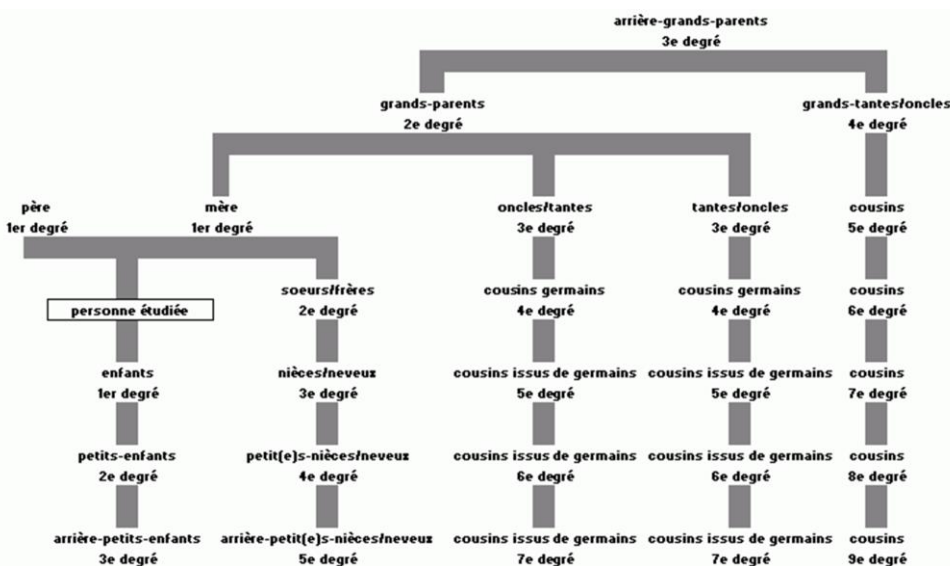 arrière-grands-parents
3e degré
grands-parents
2e degré
grands-tantes/oncles
4e degré
père
1er degré
mère
1er degré
oncles/tantes
3e degré
tantes/oncles
3e degré
cousins
5e degré
personne étudiée
soeurs/frères
2e degré
cousins germains
4e degré
cousins germains
4e degré
cousins
6e degré
enfants
1er degré
nièces/neveux
3e degré
cousins issus de germains
5e degré
cousins issus de germains
5e degré
cousins
7e degré
petits-enfants
2e degré
petit(e)s-nièces/neveux
4e degré
cousins issus de germains
6e degré
cousins issus de germains
6e degré
cousins
8e degré
arrière-petits-enfants
3e degré
arrière-petit(e)s-nièces/neveux
5e degré
cousins issus de germains
7e degré
cousins issus de germains
7e degré
cousins
9e degré